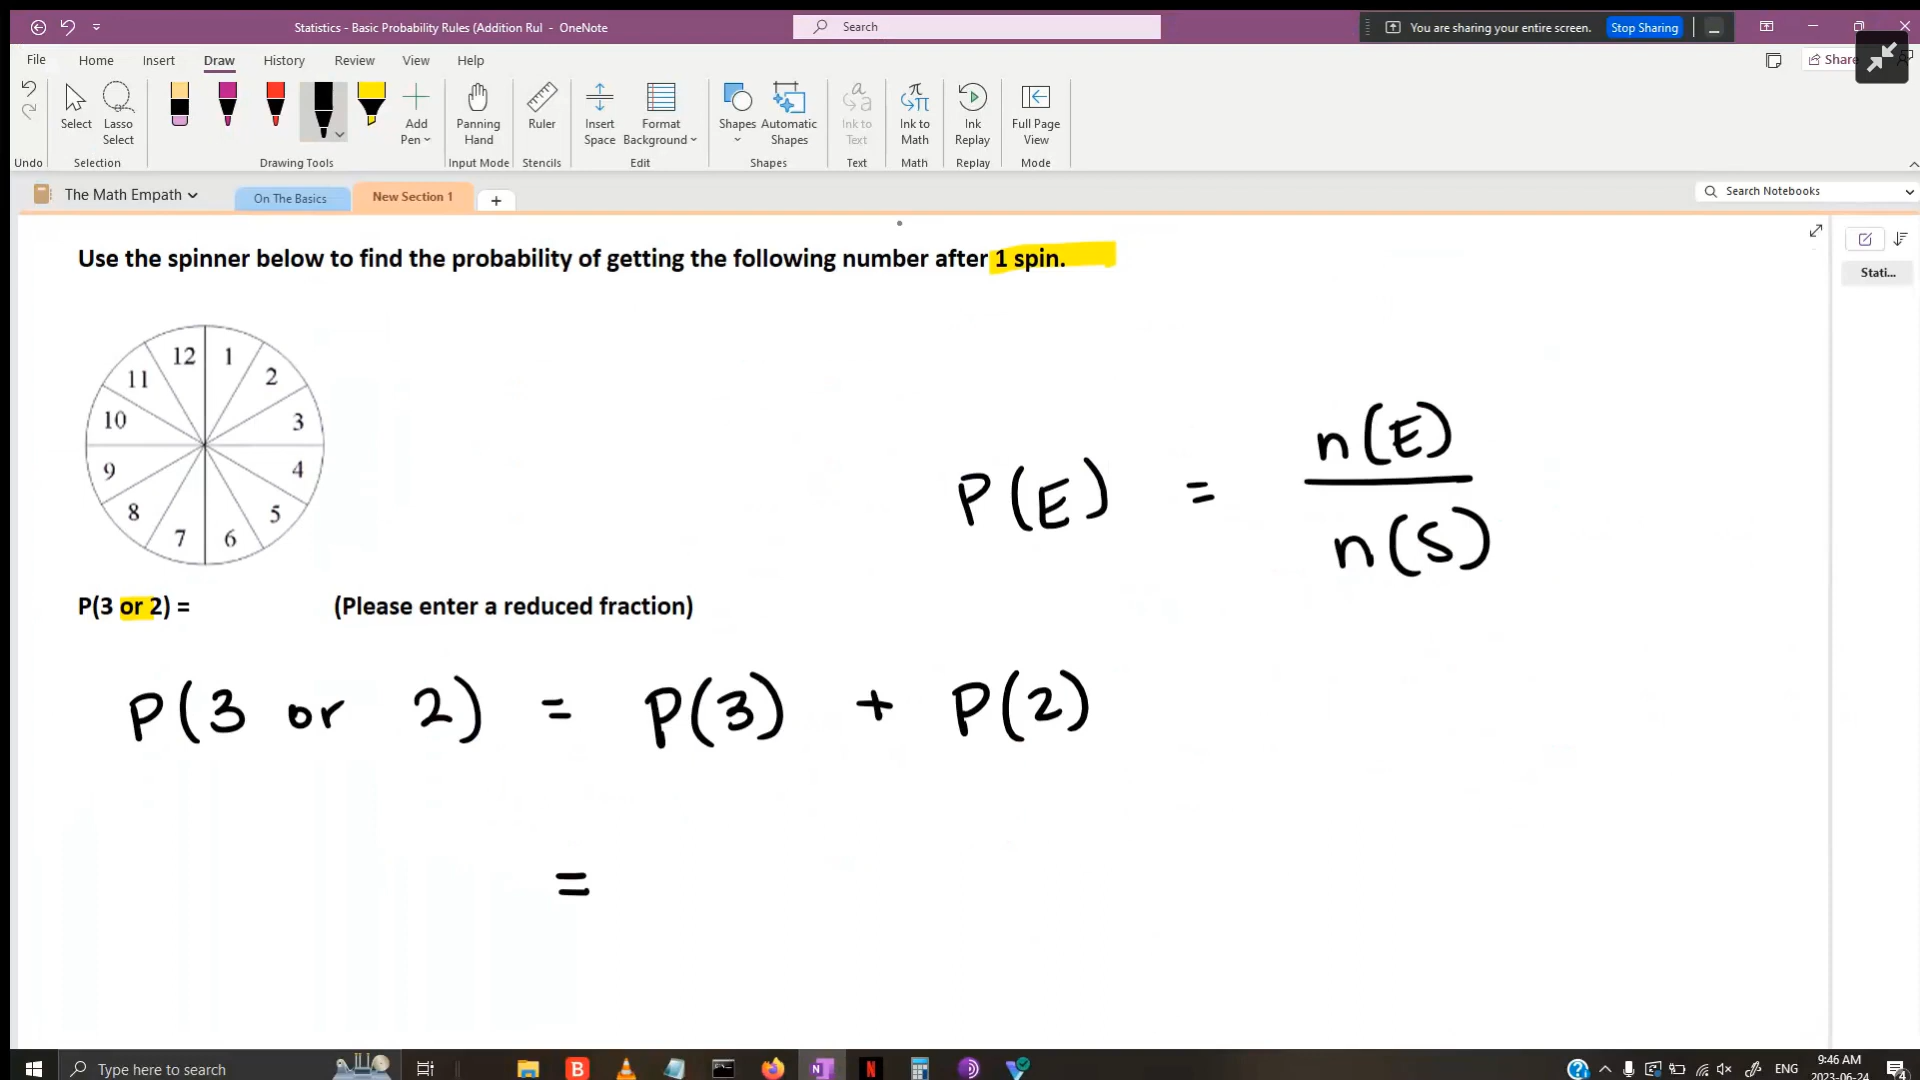 Statistics - Basic Probability Rules (Addition Rul - OneNote
Search
You are sharing your entire screen.
Stop Sharing
File
Home
Insert
Draw
History
Review
View
Help
Share
Undo
Select
Lasso Select
Selection
Drawing Tools
Add Pen
Panning Hand
Input Mode
Ruler
Stencils
Insert Space
Format Background
Edit
Shapes
Automatic Shapes
Shapes
Ink to Text
Text
Ink to Math
Math
Ink Replay
Replay
Full Page View
Mode
The Math Empath
On The Basics
New Section 1
+
Search Notebooks
Stati...
Use the spinner below to find the probability of getting the following number after 1 spin.
12 1
11 2
10 3
9 4
8 5
7 6
P(E) = n(E)
n(S)
P(3 or 2) = (Please enter a reduced fraction)
P(3 or 2) = P(3) + P(2)
=
Type here to search
ENG
9:46 AM
2023-06-24
4